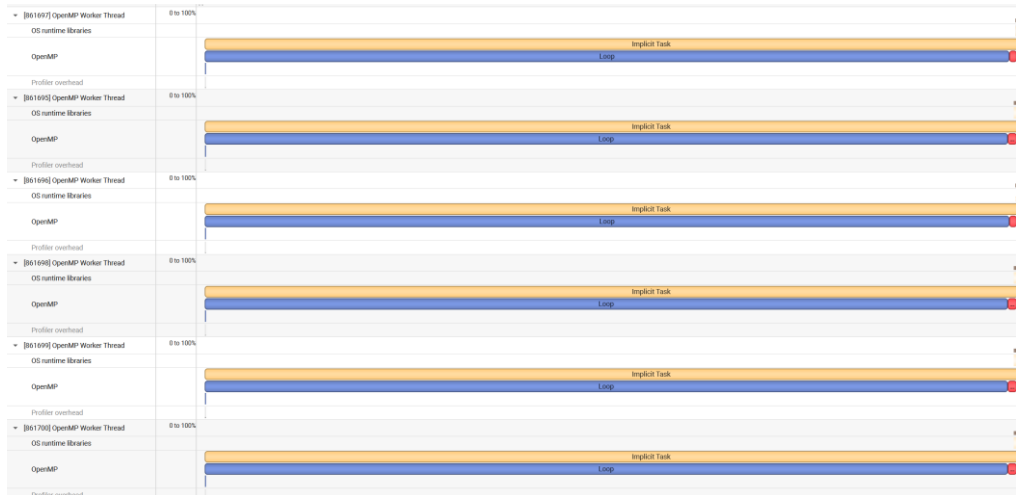 [861697] OpenMP Worker Thread 0 to 100%
OS runtime libraries
Implicit Task
OpenMP Loop
Profiler overhead
[861695] OpenMP Worker Thread 0 to 100%
OS runtime libraries
Implicit Task
OpenMP Loop
Profiler overhead
[861696] OpenMP Worker Thread 0 to 100%
OS runtime libraries
Implicit Task
OpenMP Loop
Profiler overhead
[861698] OpenMP Worker Thread 0 to 100%
OS runtime libraries
Implicit Task
OpenMP Loop
Profiler overhead
[861699] OpenMP Worker Thread 0 to 100%
OS runtime libraries
Implicit Task
OpenMP Loop
Profiler overhead
[861700] OpenMP Worker Thread 0 to 100%
OS runtime libraries
Implicit Task
OpenMP Loop
Profiler overhead